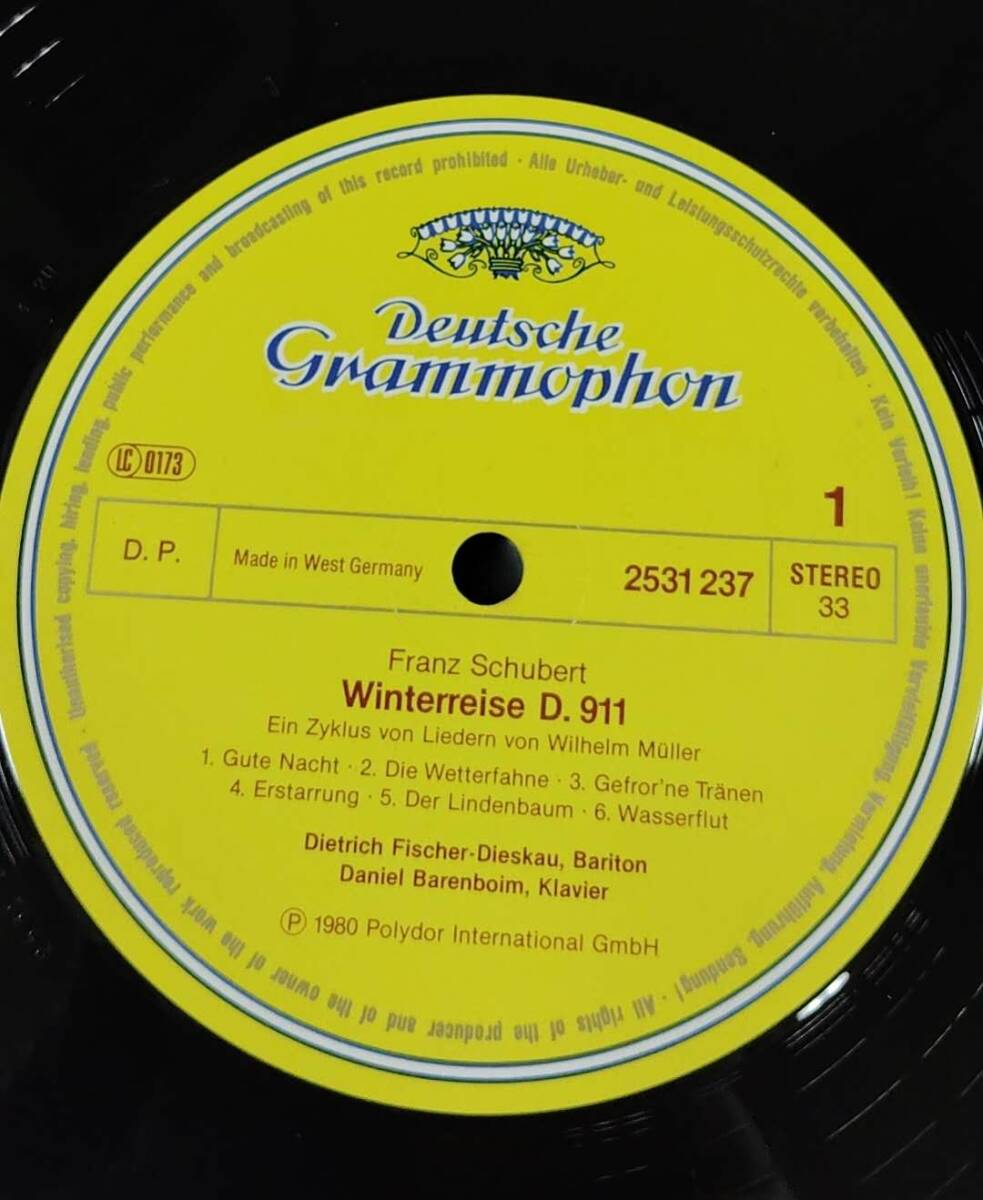 Deutsche
Grammophon
LC 0173
1
D. P.
Made in West Germany
2531 237
STEREO
33
Franz Schubert
Winterreise D. 911
Ein Zyklus von Liedern von Wilhelm Müller
1. Gute Nacht · 2. Die Wetterfahne · 3. Gefror'ne Tränen
4. Erstarrung · 5. Der Lindenbaum · 6. Wasserflut
Dietrich Fischer-Dieskau, Bariton
Daniel Barenboim, Klavier
Ⓟ 1980 Polydor International GmbH
Alle Urheber- und Leistungsschutzrechte vorbehalten · Kein Verleih! Keine unerlaubte Vervielfältigung, Vermietung, Aufführung, Sendung! · All rights of the producer and of the owner of the work reproduced reserved · Unauthorised copying, hiring, lending, public performance and broadcasting of this record prohibited ·